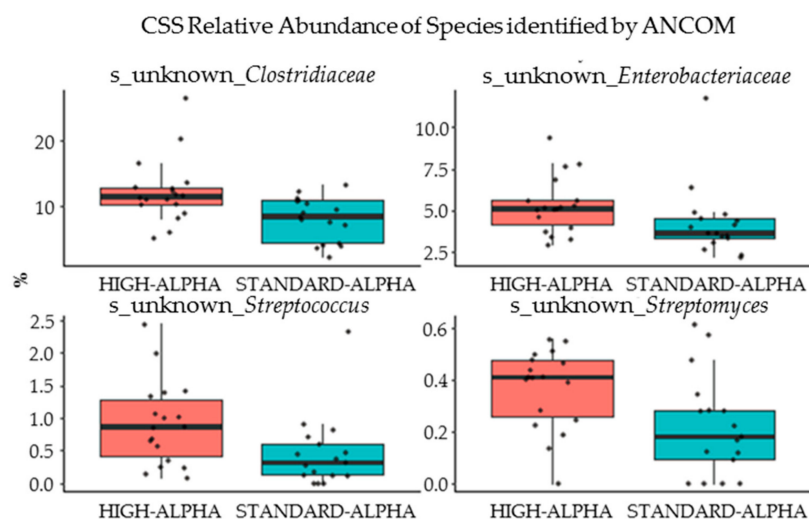 CSS Relative Abundance of Species identified by ANCOM
s_unknown_Clostridiaceae
s_unknown_Enterobacteriaceae
20
10
10.0
7.5
5.0
2.5
%
HIGH-ALPHA STANDARD-ALPHA
HIGH-ALPHA STANDARD-ALPHA
s_unknown_Streptococcus
s_unknown_Streptomyces
2.5
2.0
1.5
1.0
0.5
0.0
0.6
0.4
0.2
0.0
HIGH-ALPHA STANDARD-ALPHA
HIGH-ALPHA STANDARD-ALPHA